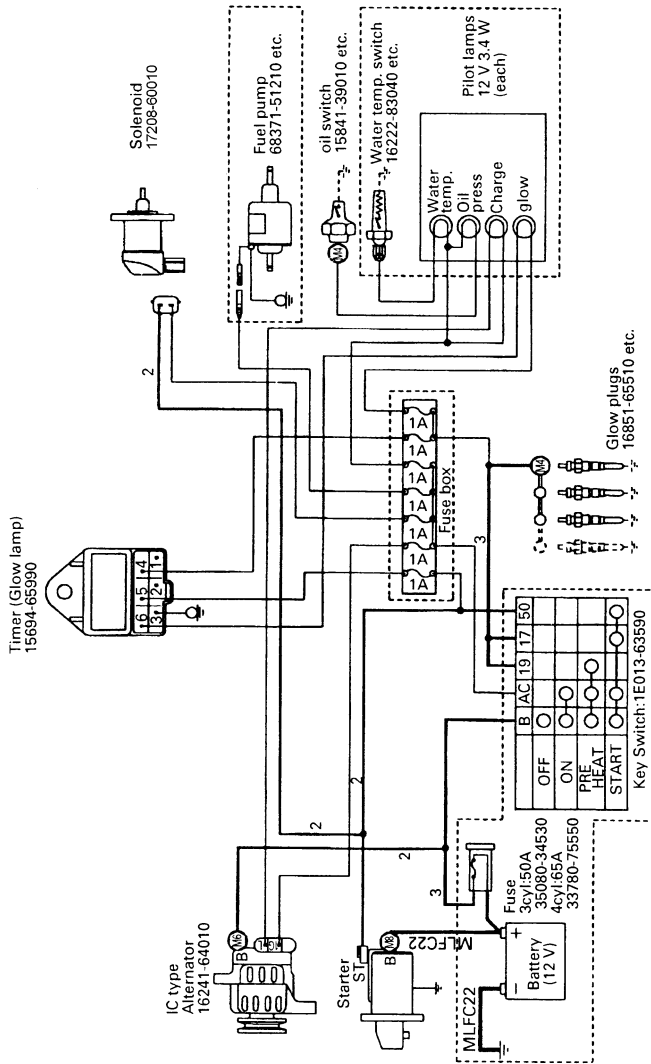 Solenoid
17208-60010
Fuel pump
68371-51210 etc.
oil switch
15841-39010 etc.
Water temp. switch
16222-83040 etc.
Pilot lamps
12 V 3.4 W
(each)
Water
temp.
Oil
press
Charge
glow
M4
2
Timer (Glow lamp)
15694-65990
6 5 4
3 2 1
1A
1A
1A
1A
1A
1A
1A
Fuse box
Glow plugs
16851-65510 etc.
M4
3
B AC 19 17 50
OFF
ON
PRE
HEAT
START
Key Switch:1E013-63590
2
2
2
3
IC type
Alternator
16241-64010
M6
B
IG L
Starter
ST
M8
B
MLFC22
Fuse
3cyl:50A
35080-34530
4cyl:65A
33780-75550
+
−
Battery
(12 V)
MLFC22